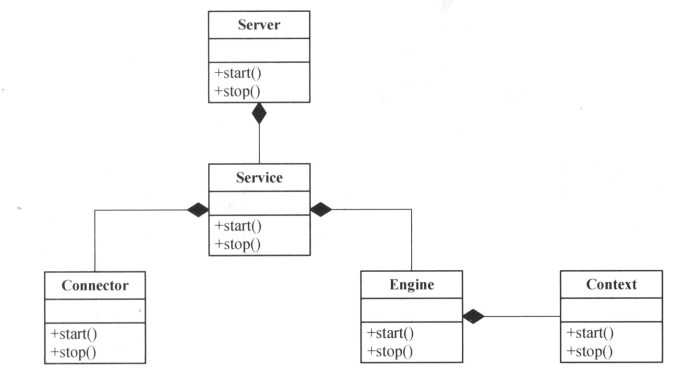 Server
+start()
+stop()
Service
+start()
+stop()
Connector
+start()
+stop()
Engine
+start()
+stop()
Context
+start()
+stop()